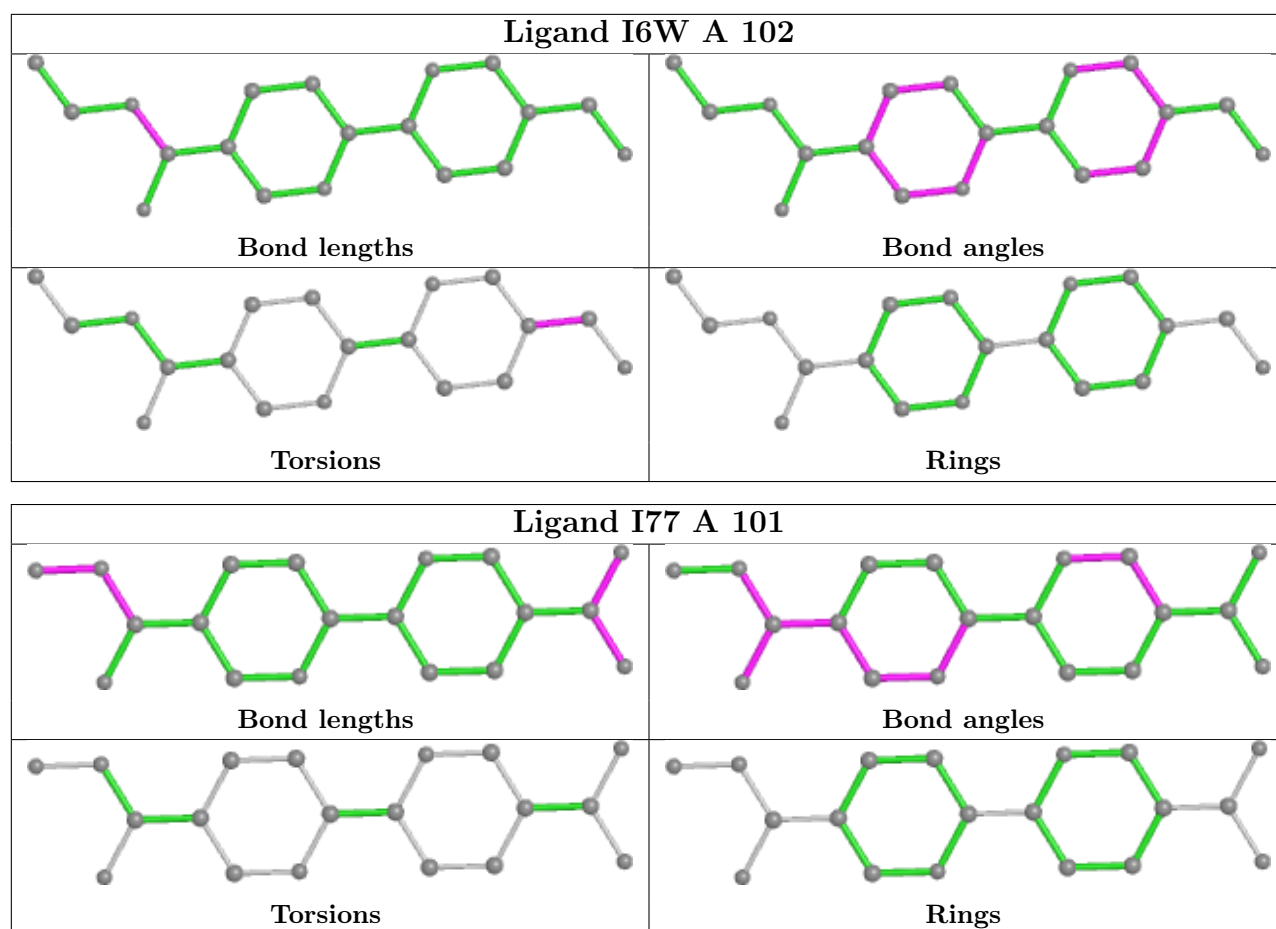 Ligand I6W A 102
Bond lengths
Bond angles
Torsions
Rings
Ligand I77 A 101
Bond lengths
Bond angles
Torsions
Rings